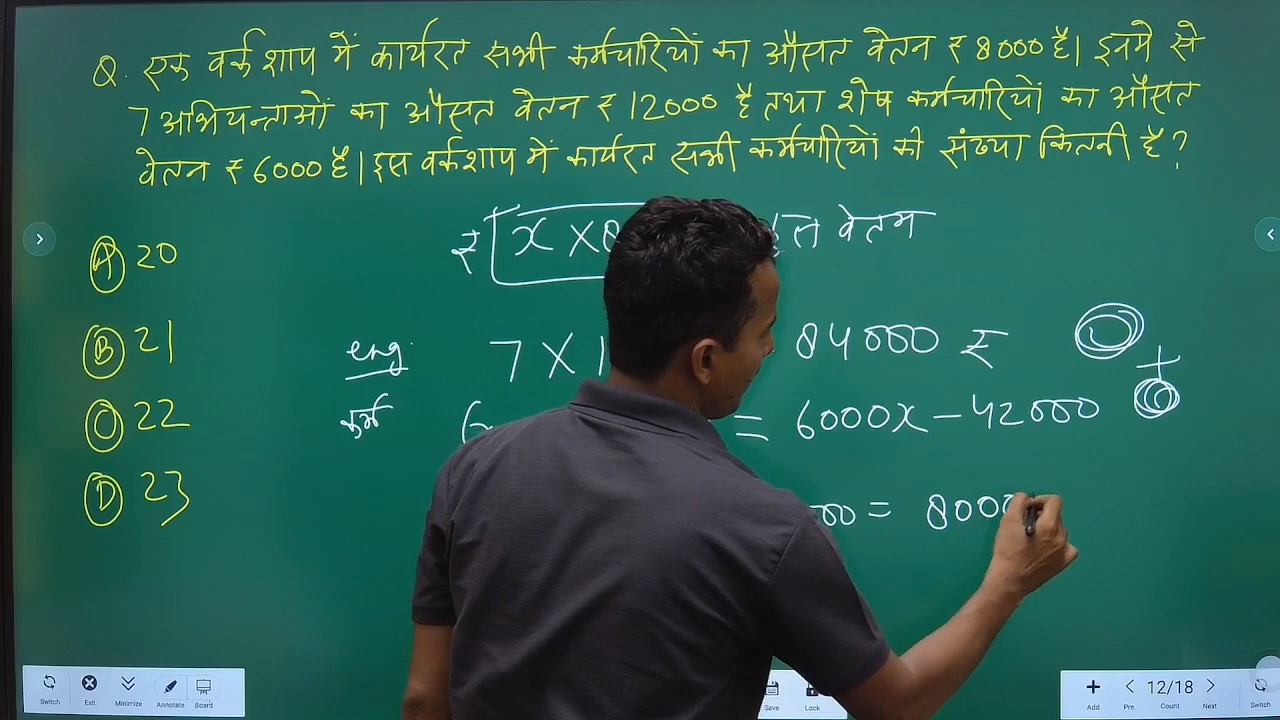 Q. एक वर्कशाप में कार्यरत सभी कर्मचारियों का औसत वेतन ₹ 8000 है। इनमे से
7 अभियन्ताओं का औसत वेतन ₹ 12000 है तथा शेष कर्मचारियों का औसत
वेतन ₹ 6000 है। इस वर्कशाप में कार्यरत सभी कर्मचारियों की संख्या कितनी है?
₹ x × वेतन
A 20
B 21
C 22
D 23
eng. 7 × 1 84000 ₹
कर्म = 6000x - 42000
= 8000
Switch
Exit
Minimize
Annotate
Board
Save
Lock
Add
Pre.
12/18
Count
Next
Switch